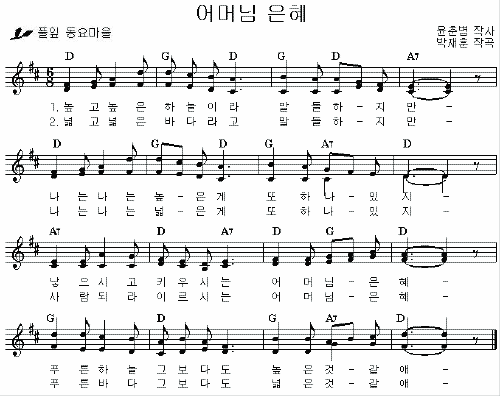 어머님 은혜
풀잎 동요마을
윤춘병 작사
박재훈 작곡
D G D G D A7
1. 높 고 높 은 하 늘 이 라 말 들 하 - 지 만 -
2. 넓 고 넓 은 바 다 라 고 말 들 하 - 지 만 -
D G D G A7 D
나 는 나 는 높 - 은 게 또 하 나 - 있 지 -
나 는 나 는 넓 - 은 게 또 하 나 - 있 지 -
A7 D A7 D D A7 D
낳 으 시 고 키 우 시 는 어 머 님 - 은 혜 -
사 람 되 라 이 르 시 는 어 머 님 - 은 혜 -
G D G D A7 D
푸 른 하 늘 그 보 다 도 높 은 것 - 같 애 -
푸 른 바 다 그 보 다 도 넓 은 것 - 같 애 -